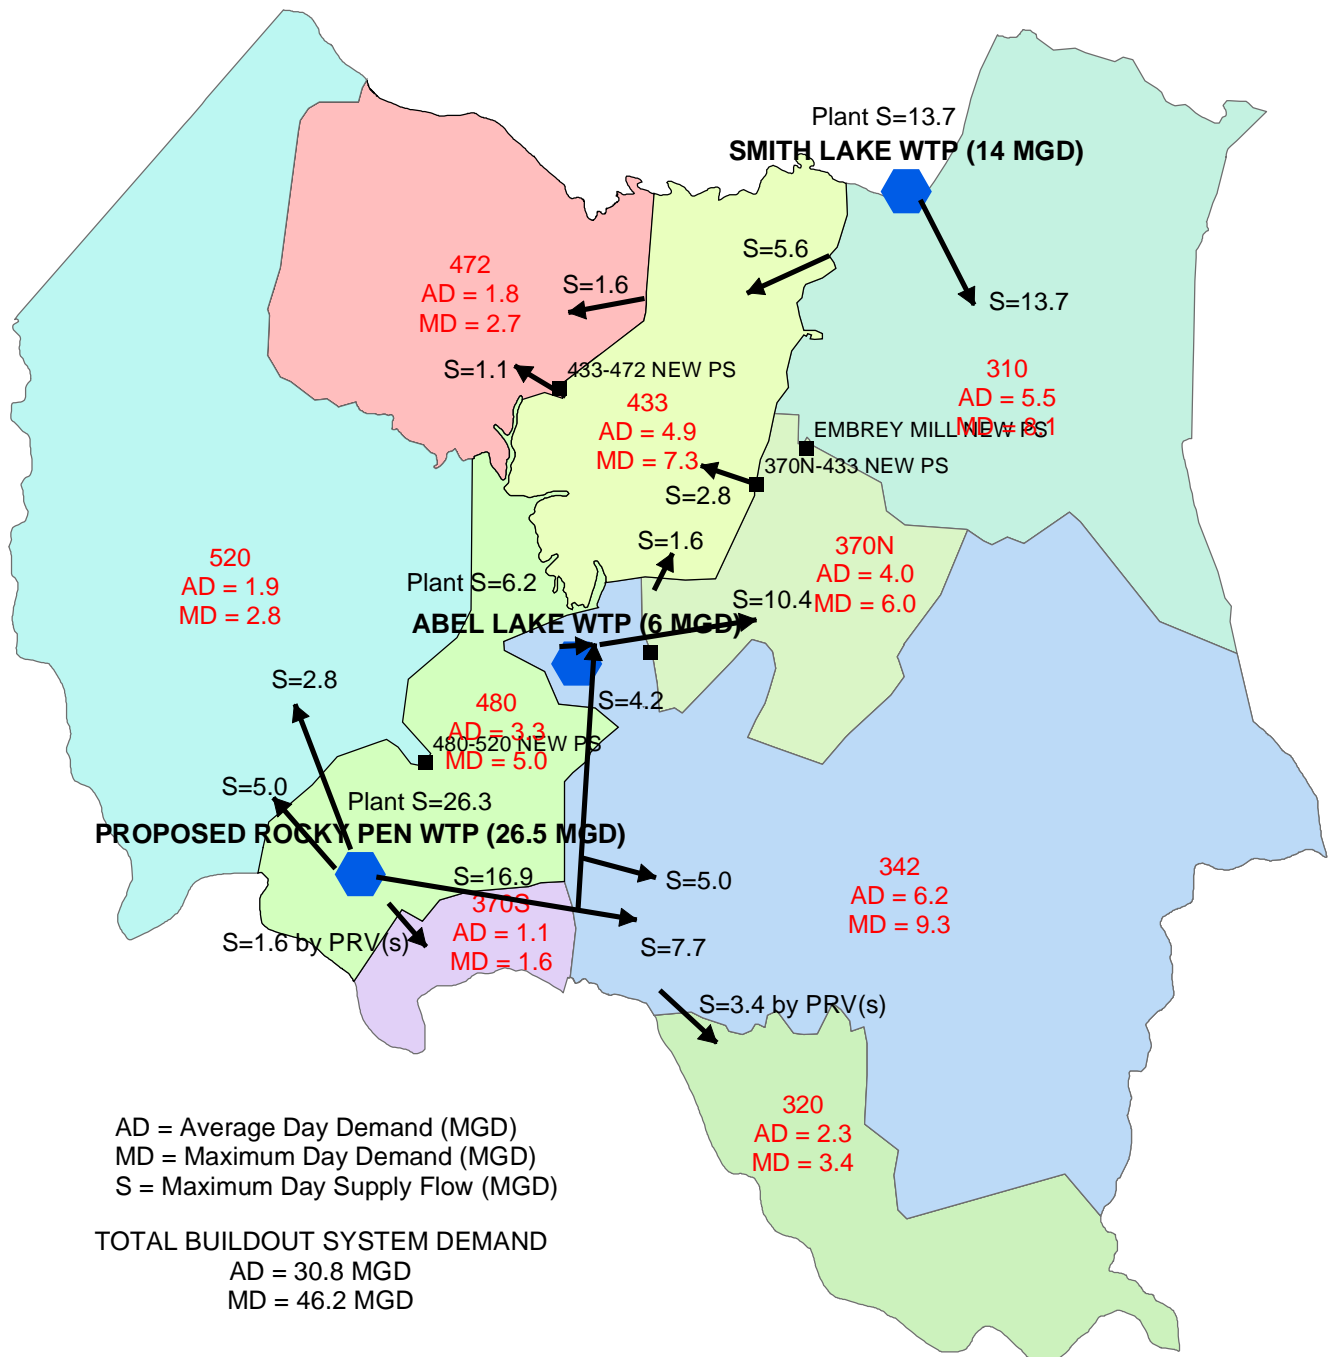 Plant S=13.7
SMITH LAKE WTP (14 MGD)
S=5.6
472
AD = 1.8
MD = 2.7
S=1.6
S=13.7
S=1.1
433-472 NEW PS
310
AD = 5.5
MD = 8.1
433
AD = 4.9
MD = 7.3
EMBREY MILL NEW PS
370N-433 NEW PS
S=2.8
S=1.6
370N
AD = 4.0
MD = 6.0
520
AD = 1.9
MD = 2.8
Plant S=6.2
S=10.4
ABEL LAKE WTP (6 MGD)
S=2.8
S=4.2
480
AD = 3.3
MD = 5.0
480-520 NEW PS
S=5.0
Plant S=26.3
PROPOSED ROCKY PEN WTP (26.5 MGD)
S=16.9
S=5.0
342
AD = 6.2
MD = 9.3
370S
AD = 1.1
MD = 1.6
S=1.6 by PRV(s)
S=7.7
S=3.4 by PRV(s)
320
AD = 2.3
MD = 3.4
AD = Average Day Demand (MGD)
MD = Maximum Day Demand (MGD)
S = Maximum Day Supply Flow (MGD)
TOTAL BUILDOUT SYSTEM DEMAND
AD = 30.8 MGD
MD = 46.2 MGD